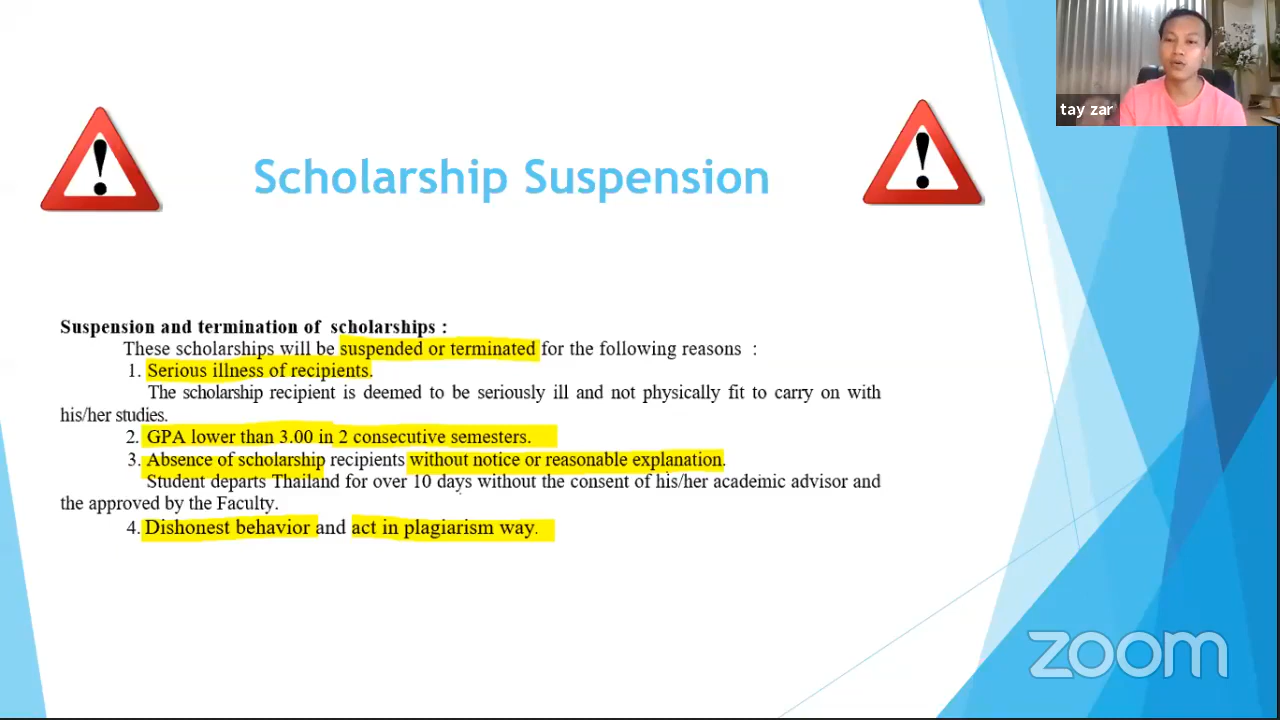 tay zar
Scholarship Suspension
Suspension and termination of scholarships :
These scholarships will be suspended or terminated for the following reasons :
1. Serious illness of recipients.
The scholarship recipient is deemed to be seriously ill and not physically fit to carry on with
his/her studies.
2. GPA lower than 3.00 in 2 consecutive semesters.
3. Absence of scholarship recipients without notice or reasonable explanation.
Student departs Thailand for over 10 days without the consent of his/her academic advisor and
the approved by the Faculty.
4. Dishonest behavior and act in plagiarism way.
zoom